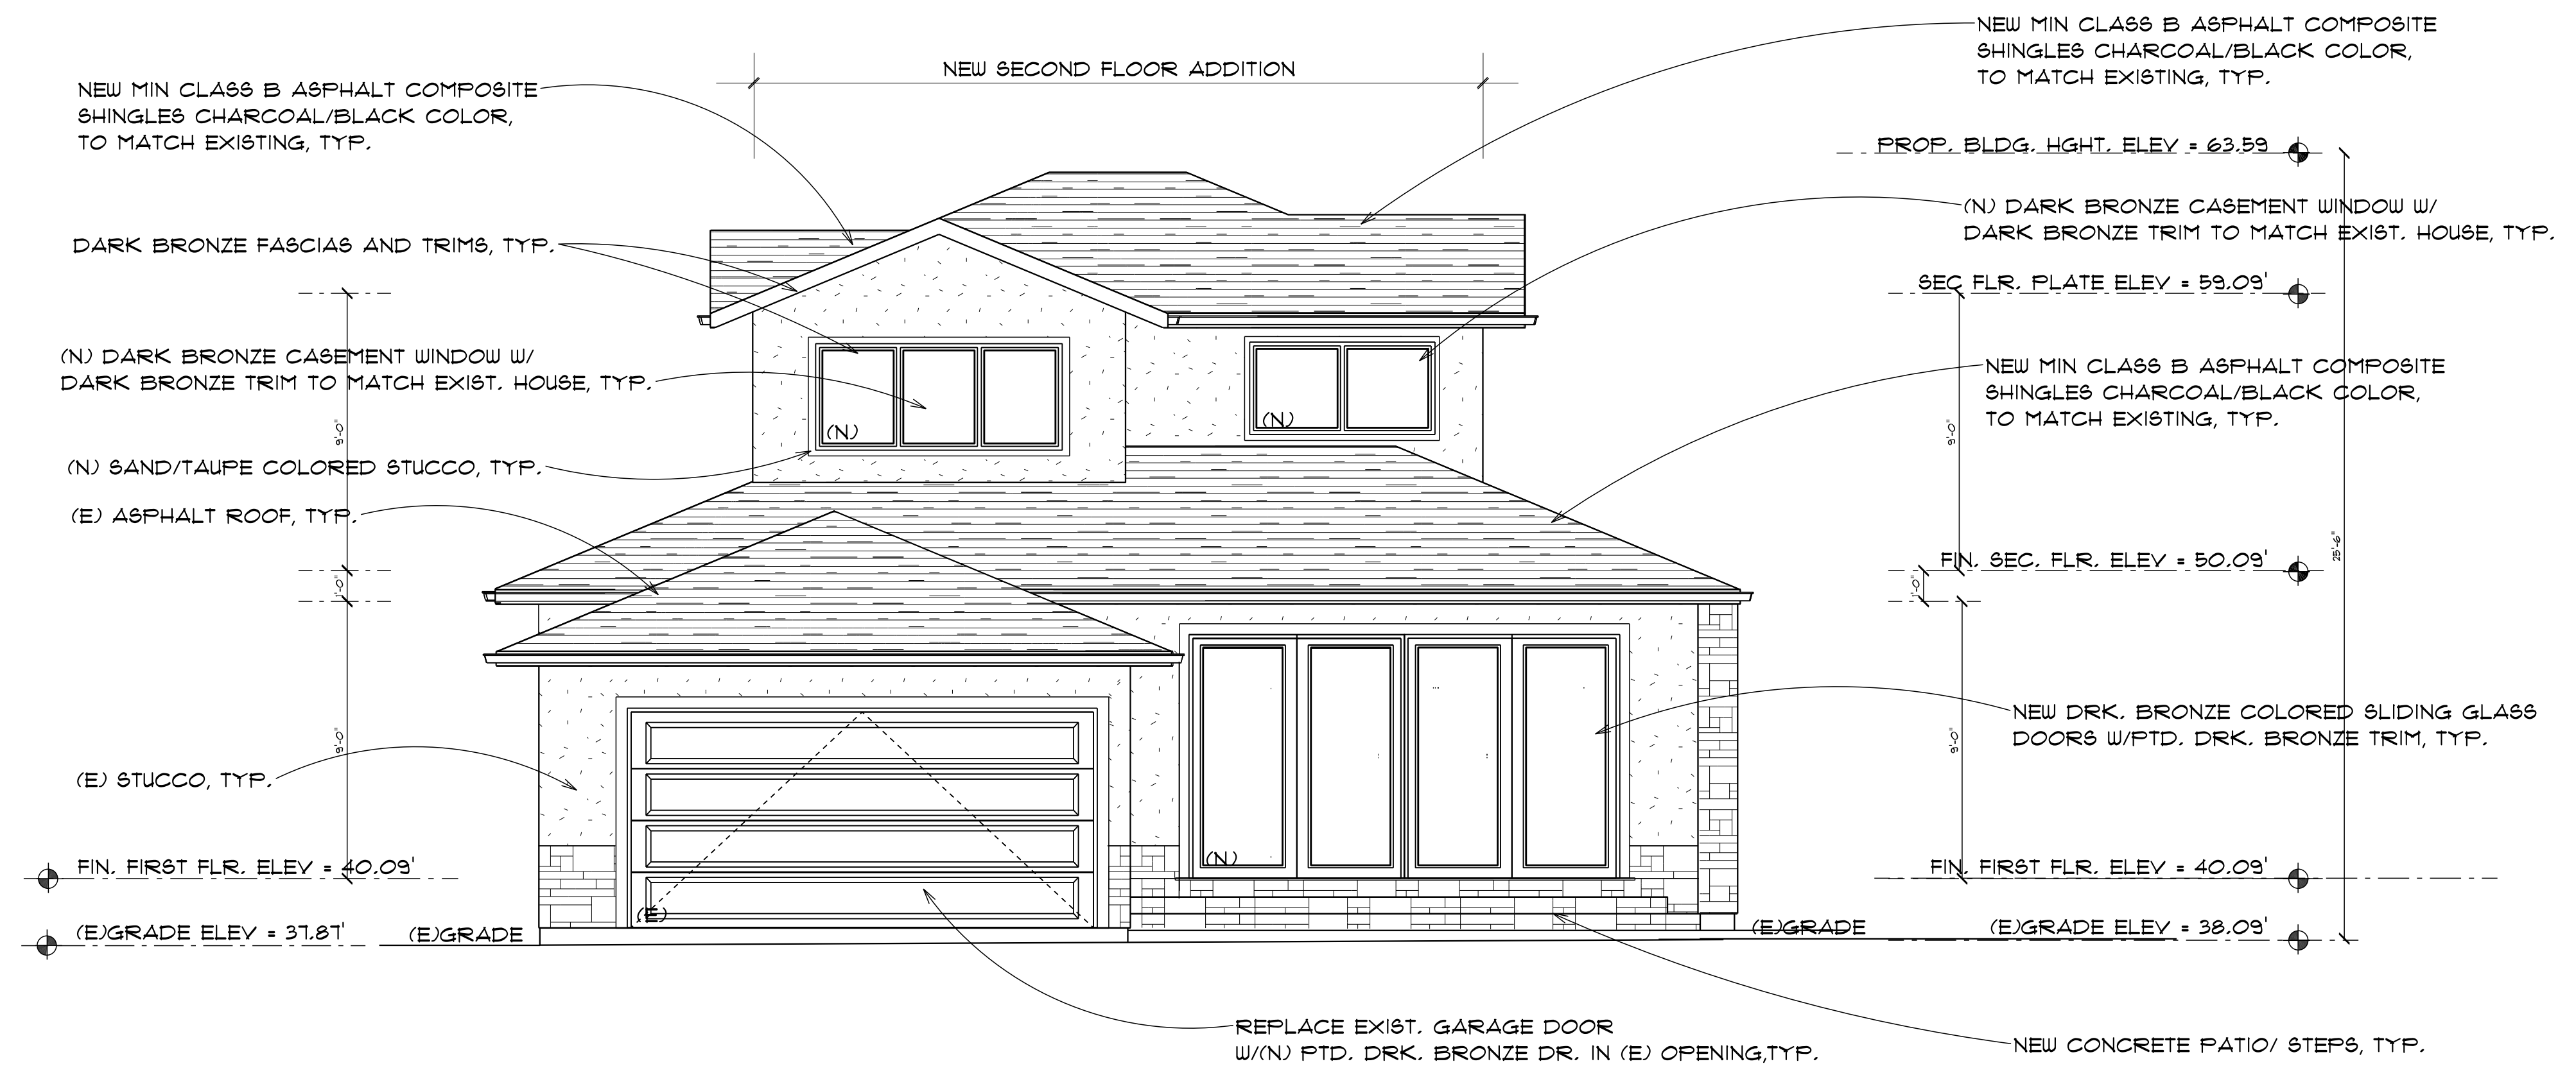 NEW MIN CLASS B ASPHALT COMPOSITE
SHINGLES CHARCOAL/BLACK COLOR,
TO MATCH EXISTING, TYP.
NEW SECOND FLOOR ADDITION
NEW MIN CLASS B ASPHALT COMPOSITE
SHINGLES CHARCOAL/BLACK COLOR,
TO MATCH EXISTING, TYP.
PROP. BLDG. HGHT. ELEV = 63.59
(N) DARK BRONZE CASEMENT WINDOW W/
DARK BRONZE TRIM TO MATCH EXIST. HOUSE, TYP.
DARK BRONZE FASCIAS AND TRIMS, TYP.
SEC FLR. PLATE ELEV = 59.09'
(N) DARK BRONZE CASEMENT WINDOW W/
DARK BRONZE TRIM TO MATCH EXIST. HOUSE, TYP.
NEW MIN CLASS B ASPHALT COMPOSITE
SHINGLES CHARCOAL/BLACK COLOR,
TO MATCH EXISTING, TYP.
9'-0"
(N)
(N)
9'-0"
(N) SAND/TAUPE COLORED STUCCO, TYP.
(E) ASPHALT ROOF, TYP.
25'-6"
FIN. SEC. FLR. ELEV = 50.09'
1'-0"
1'-0"
9'-0"
9'-0"
NEW DRK. BRONZE COLORED SLIDING GLASS
DOORS W/PTD. DRK. BRONZE TRIM, TYP.
(E) STUCCO, TYP.
(N)
FIN. FIRST FLR. ELEV = 40.09'
FIN. FIRST FLR. ELEV = 40.09'
(E)
(E)GRADE ELEV = 37.87'
(E)GRADE
(E)GRADE
(E)GRADE ELEV = 38.09'
REPLACE EXIST. GARAGE DOOR
W/(N) PTD. DRK. BRONZE DR. IN (E) OPENING,TYP.
NEW CONCRETE PATIO/ STEPS, TYP.